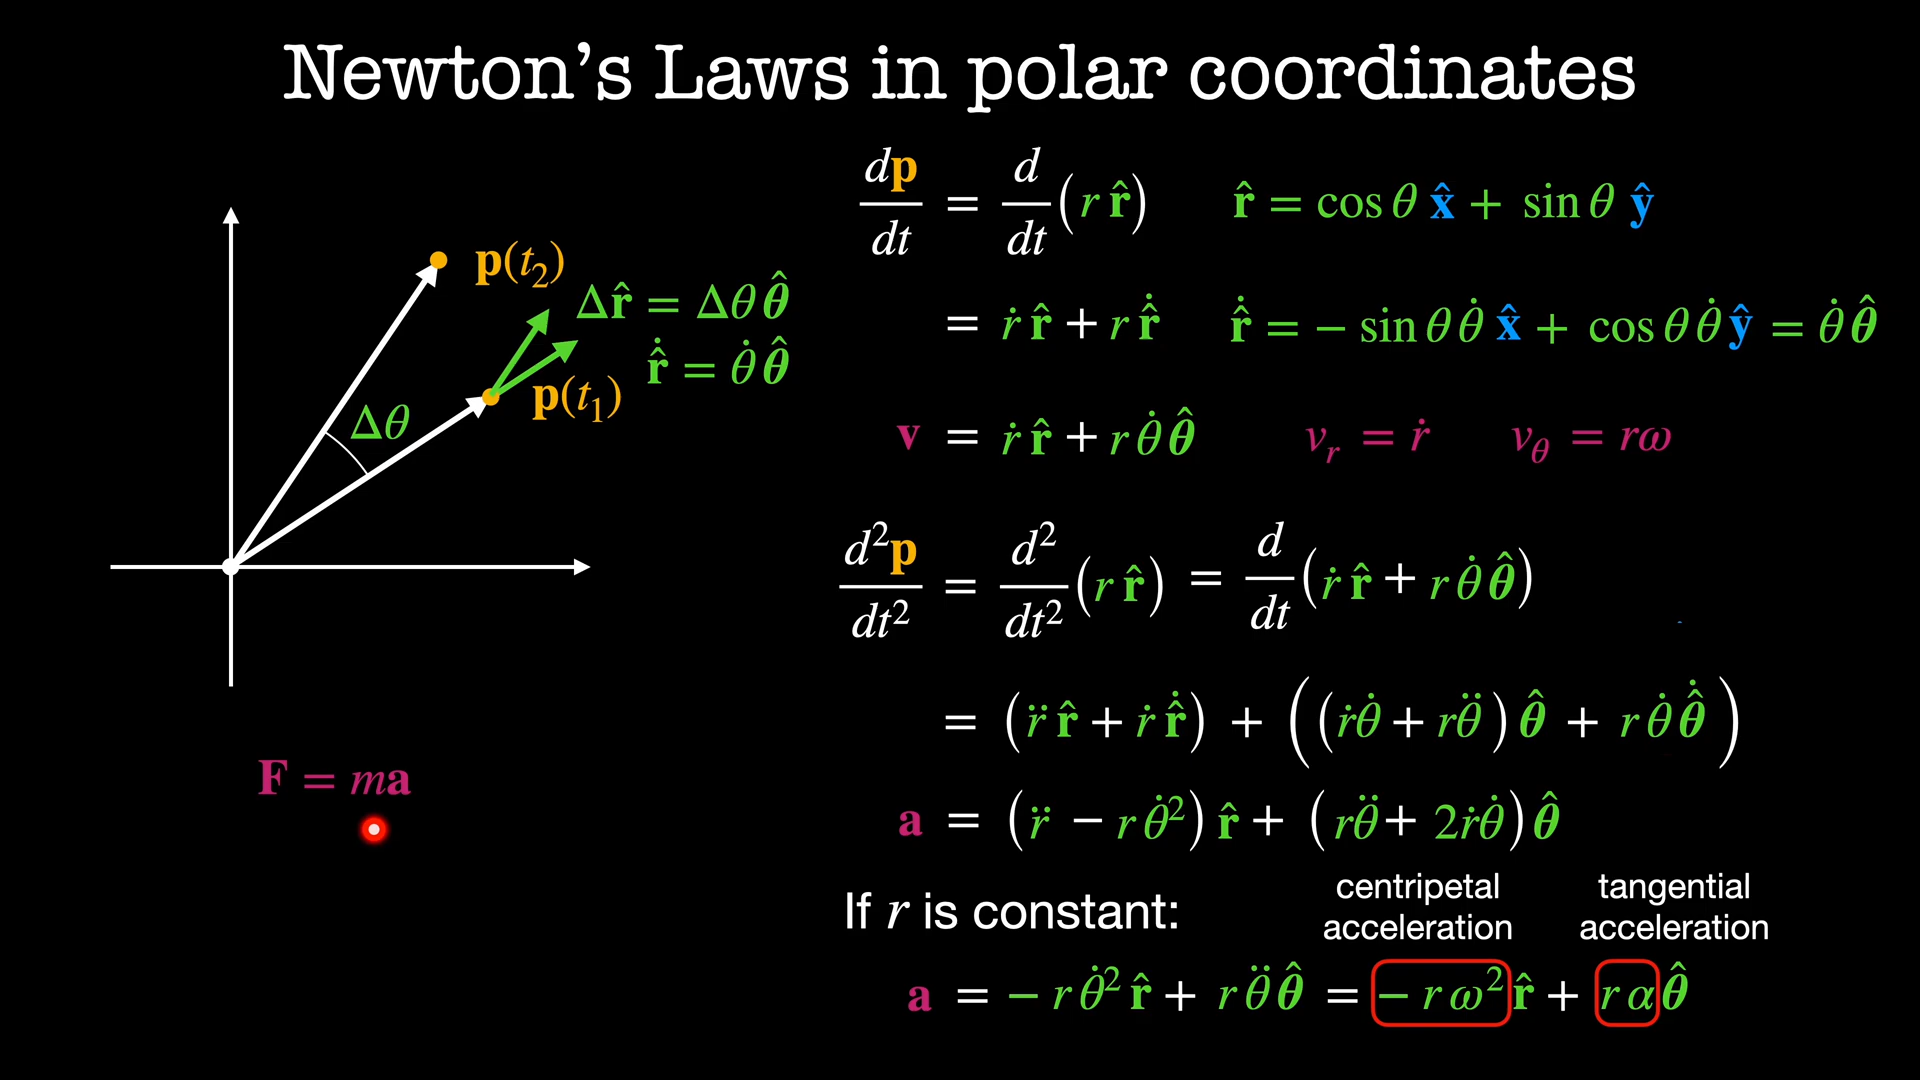 Newton's Laws in polar coordinates
d𝐩/dt = d/dt (r r̂)    r̂ = cos θ x̂ + sin θ ŷ
= ṙ r̂ + r r̂̇    r̂̇ = − sin θ θ̇ x̂ + cos θ θ̇ ŷ = θ̇ θ̂
𝐯 = ṙ r̂ + r θ̇ θ̂    v_r = ṙ    v_θ = rω
d²𝐩/dt² = d²/dt² (r r̂) = d/dt (ṙ r̂ + r θ̇ θ̂)
= (r̈ r̂ + ṙ r̂̇) + ((ṙθ̇ + rθ̈) θ̂ + r θ̇ θ̂̇)
𝐚 = (r̈ − r θ̇²) r̂ + (rθ̈ + 2ṙθ̇) θ̂
If r is constant:
centripetal acceleration
tangential acceleration
𝐚 = − r θ̇² r̂ + r θ̈ θ̂ = − r ω² r̂ + r α θ̂
𝐩(t₂)
Δr̂ = Δθ θ̂
r̂̇ = θ̇ θ̂
𝐩(t₁)
Δθ
𝐅 = m𝐚